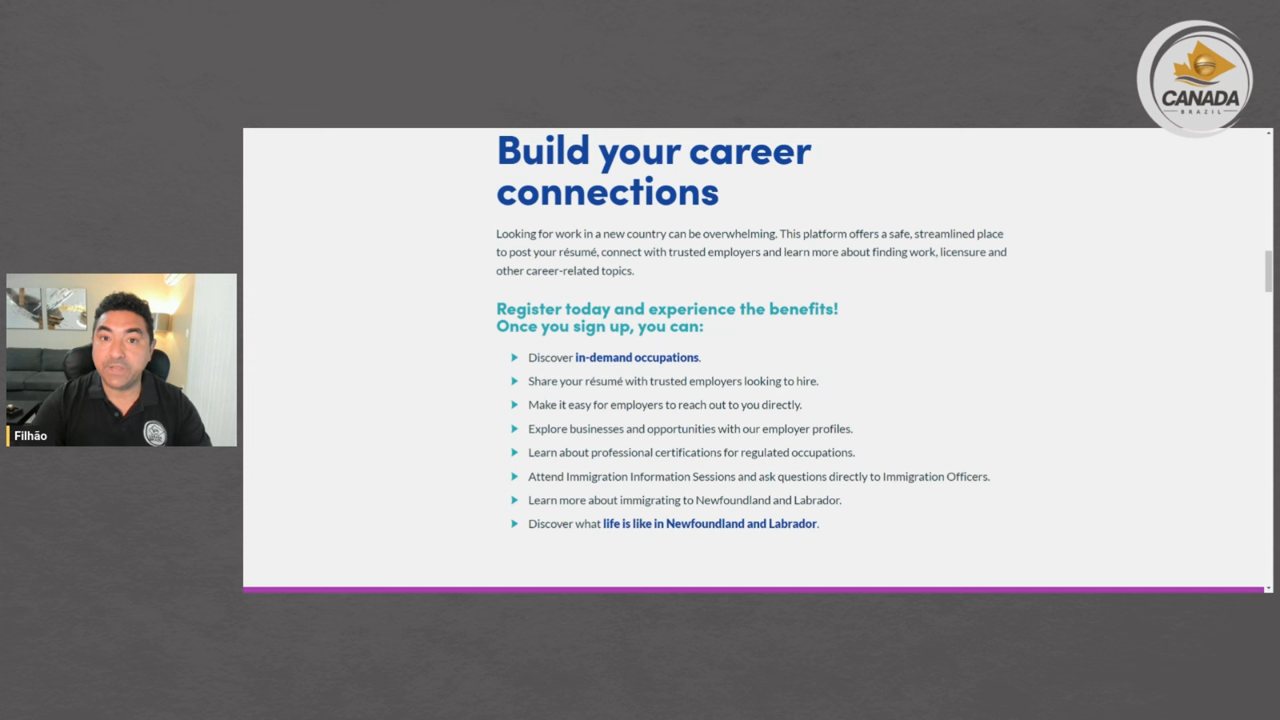 CANADA
BRAZIL
Build your career
connections
Looking for work in a new country can be overwhelming. This platform offers a safe, streamlined place
to post your résumé, connect with trusted employers and learn more about finding work, licensure and
other career-related topics.
Register today and experience the benefits!
Once you sign up, you can:
Discover in-demand occupations.
Share your résumé with trusted employers looking to hire.
Make it easy for employers to reach out to you directly.
Explore businesses and opportunities with our employer profiles.
Learn about professional certifications for regulated occupations.
Attend Immigration Information Sessions and ask questions directly to Immigration Officers.
Learn more about immigrating to Newfoundland and Labrador.
Discover what life is like in Newfoundland and Labrador.
Filhão